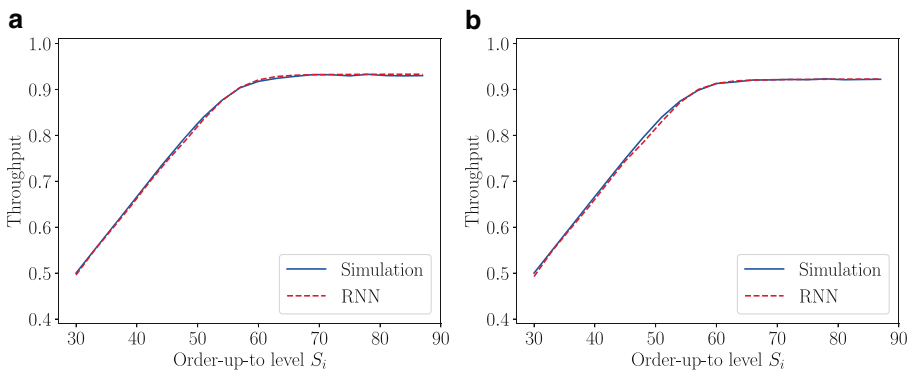 a
1.0
0.9
0.8
0.7
0.6
0.5
0.4
Throughput
30 40 50 60 70 80 90
Order-up-to level S_i
Simulation
RNN
b
1.0
0.9
0.8
0.7
0.6
0.5
0.4
Throughput
30 40 50 60 70 80 90
Order-up-to level S_i
Simulation
RNN